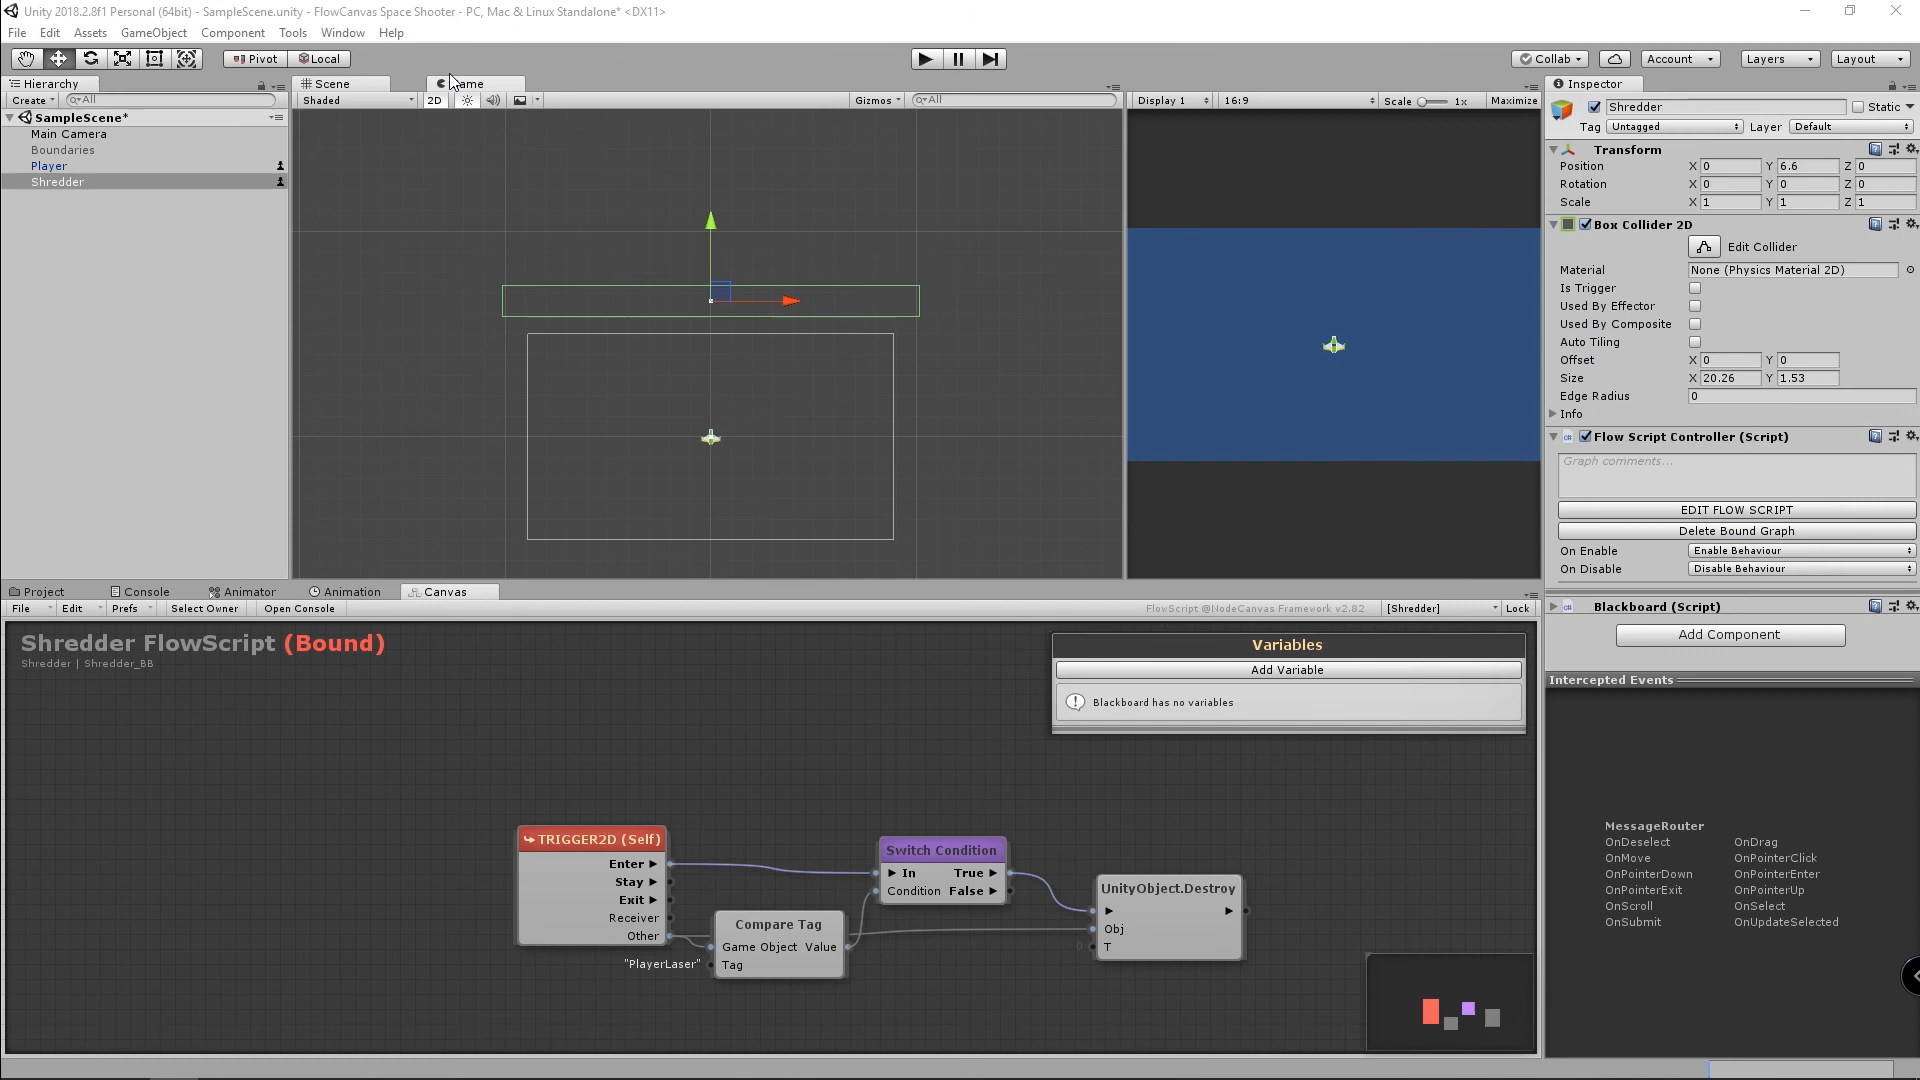 Unity 2018.2.8f1 Personal (64bit) - SampleScene.unity - FlowCanvas Space Shooter - PC, Mac & Linux Standalone* <DX11>
File Edit Assets GameObject Component Tools Window Help
Pivot Local Collab Account Layers Layout
Hierarchy Scene Inspector
Create All Shaded 2D Gizmos All Display 1 16:9 Scale 1x Maximize
Shredder Static
SampleScene*
Tag Untagged Layer Default
Main Camera
Boundaries
Player
Shredder
Transform
Position X 0 Y 6.6 Z 0
Rotation X 0 Y 0 Z 0
Scale X 1 Y 1 Z 1
Box Collider 2D
Edit Collider
Material None (Physics Material 2D)
Is Trigger
Used By Effector
Used By Composite
Auto Tiling
Offset X 0 Y 0
Size X 20.26 Y 1.53
Edge Radius 0
Info
Flow Script Controller (Script)
Graph comments...
EDIT FLOW SCRIPT
Delete Bound Graph
On Enable Enable Behaviour
On Disable Disable Behaviour
Blackboard (Script)
Add Component
Intercepted Events
MessageRouter
OnDeselect OnDrag
OnMove OnPointerClick
OnPointerDown OnPointerEnter
OnPointerExit OnPointerUp
OnScroll OnSelect
OnSubmit OnUpdateSelected
Project Console Animator Animation Canvas
File Edit Prefs Select Owner Open Console FlowScript @NodeCanvas Framework v2.82 [Shredder] Lock
Shredder FlowScript (Bound)
Shredder | Shredder_BB
Variables
Add Variable
Blackboard has no variables
TRIGGER2D (Self)
Enter
Stay
Exit
Receiver
Other
"PlayerLaser"
Compare Tag
Game Object Value
Tag
Switch Condition
In True
Condition False
UnityObject.Destroy
Obj
T
0